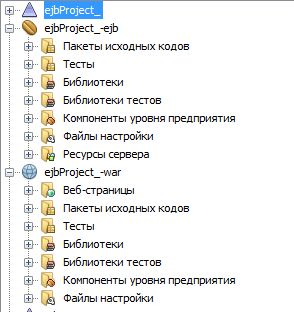 ejbProject_
ejbProject_-ejb
Пакеты исходных кодов
Тесты
Библиотеки
Библиотеки тестов
Компоненты уровня предприятия
Файлы настройки
Ресурсы сервера
ejbProject_-war
Веб-страницы
Пакеты исходных кодов
Тесты
Библиотеки
Библиотеки тестов
Компоненты уровня предприятия
Файлы настройки